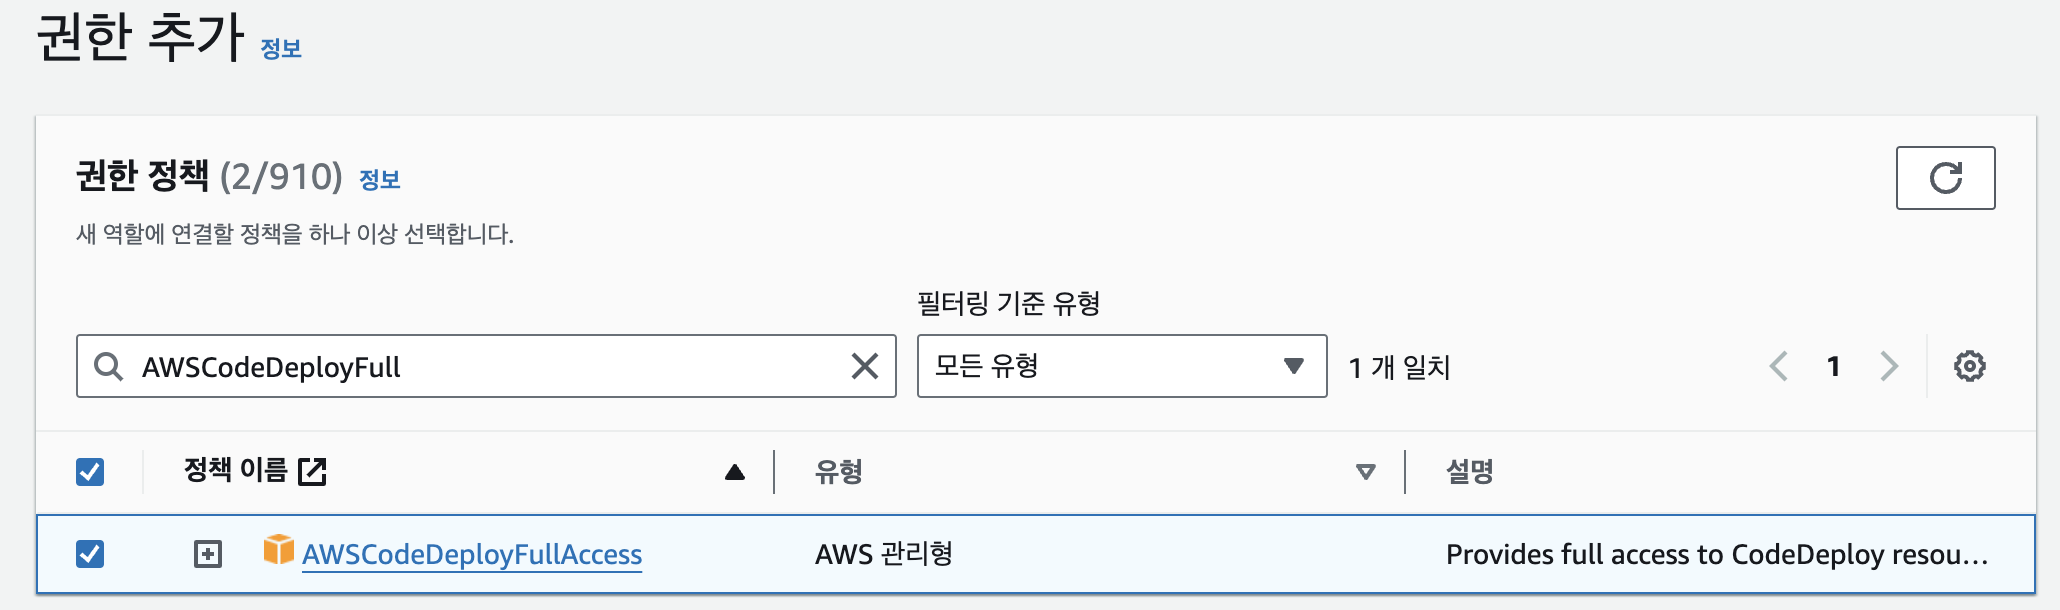 권한 추가 정보
권한 정책 (2/910) 정보
새 역할에 연결할 정책을 하나 이상 선택합니다.
필터링 기준 유형
AWSCodeDeployFull 모든 유형 1 개 일치 1
정책 이름 유형 설명
AWSCodeDeployFullAccess AWS 관리형 Provides full access to CodeDeploy resou…